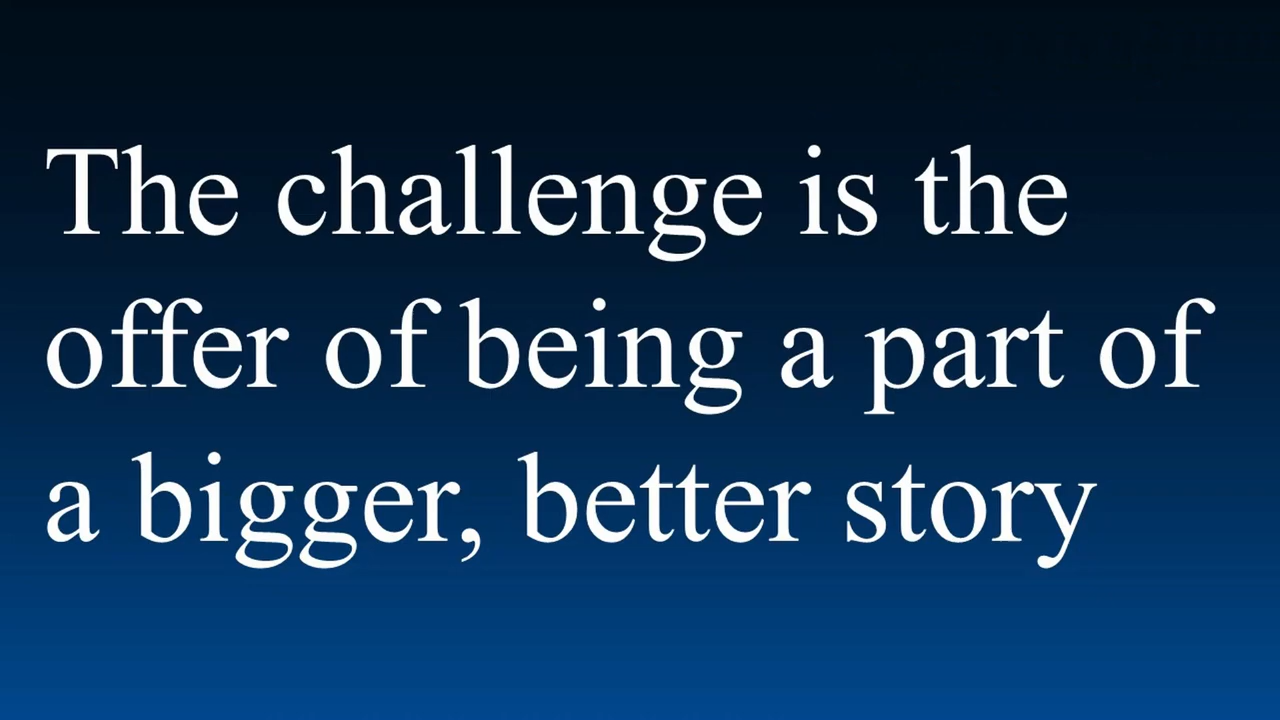 The challenge is the
offer of being a part of
a bigger, better story